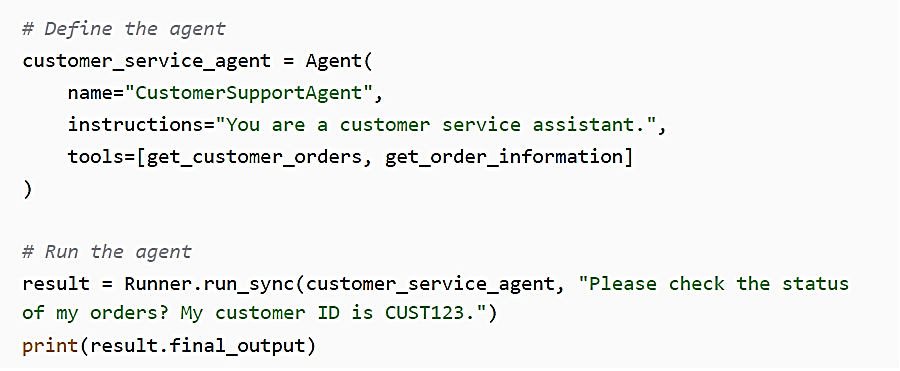 # Define the agent
customer_service_agent = Agent(
    name="CustomerSupportAgent",
    instructions="You are a customer service assistant.",
    tools=[get_customer_orders, get_order_information]
)
# Run the agent
result = Runner.run_sync(customer_service_agent, "Please check the status
of my orders? My customer ID is CUST123.")
print(result.final_output)